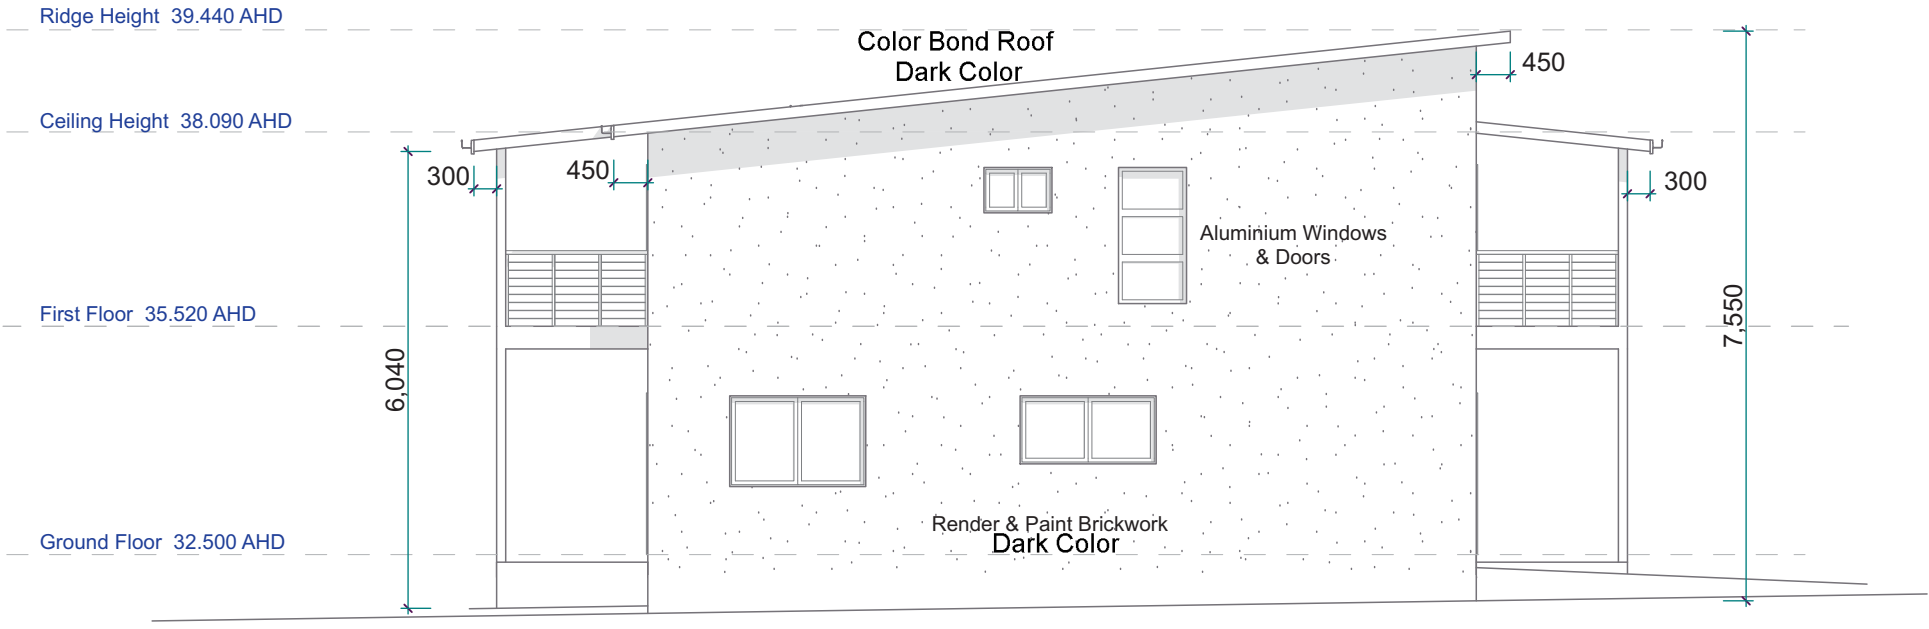 Ridge Height 39.440 AHD
Color Bond Roof
Dark Color
450
Ceiling Height 38.090 AHD
300
450
300
Aluminium Windows
& Doors
First Floor 35.520 AHD
6,040
7,550
Render & Paint Brickwork
Dark Color
Ground Floor 32.500 AHD